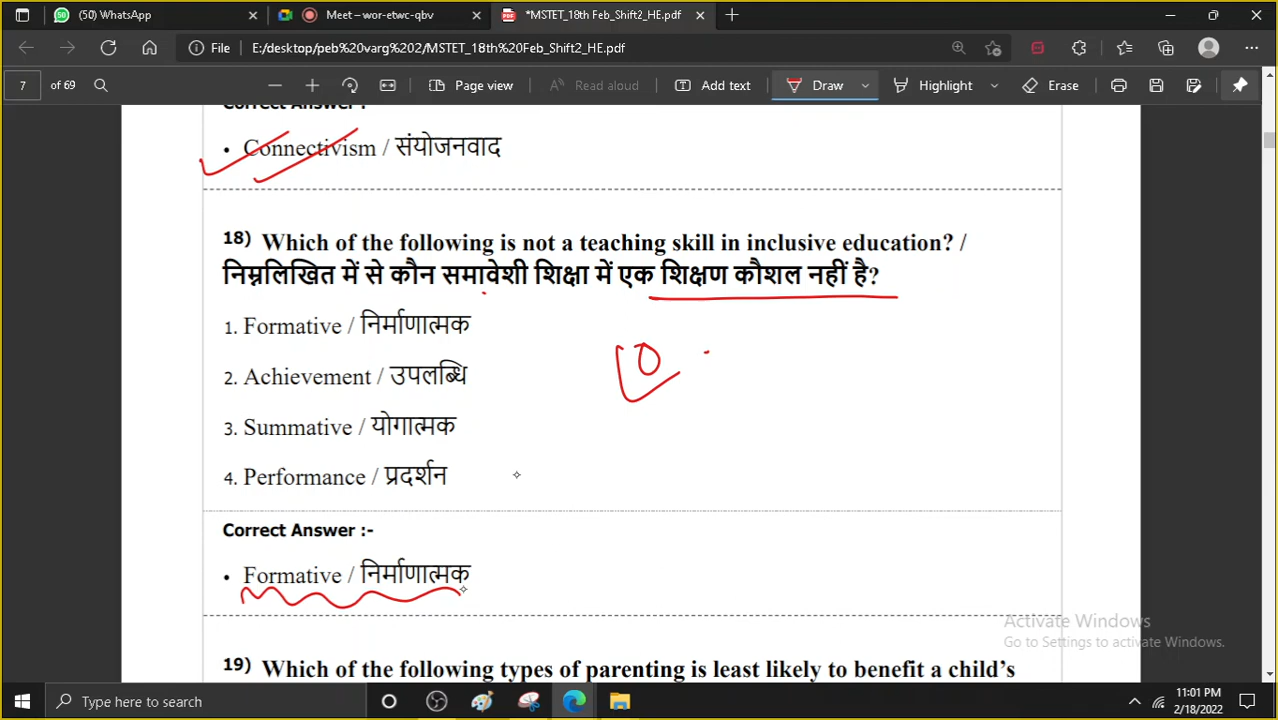 (50) WhatsApp
Meet – wor-etwc-qbv
*MSTET_18th Feb_Shift2_HE.pdf
File
E:/desktop/peb%20varg%202/MSTET_18th%20Feb_Shift2_HE.pdf
7 of 69
Page view
Read aloud
Add text
Draw
Highlight
Erase
Correct Answer :-
• Connectivism / संयोजनवाद
18) Which of the following is not a teaching skill in inclusive education? /
निम्नलिखित में से कौन समावेशी शिक्षा में एक शिक्षण कौशल नहीं है?
1. Formative / निर्माणात्मक
2. Achievement / उपलब्धि
3. Summative / योगात्मक
4. Performance / प्रदर्शन
Correct Answer :-
• Formative / निर्माणात्मक
Activate Windows
Go to Settings to activate Windows.
19) Which of the following types of parenting is least likely to benefit a child's
Type here to search
11:01 PM
2/18/2022